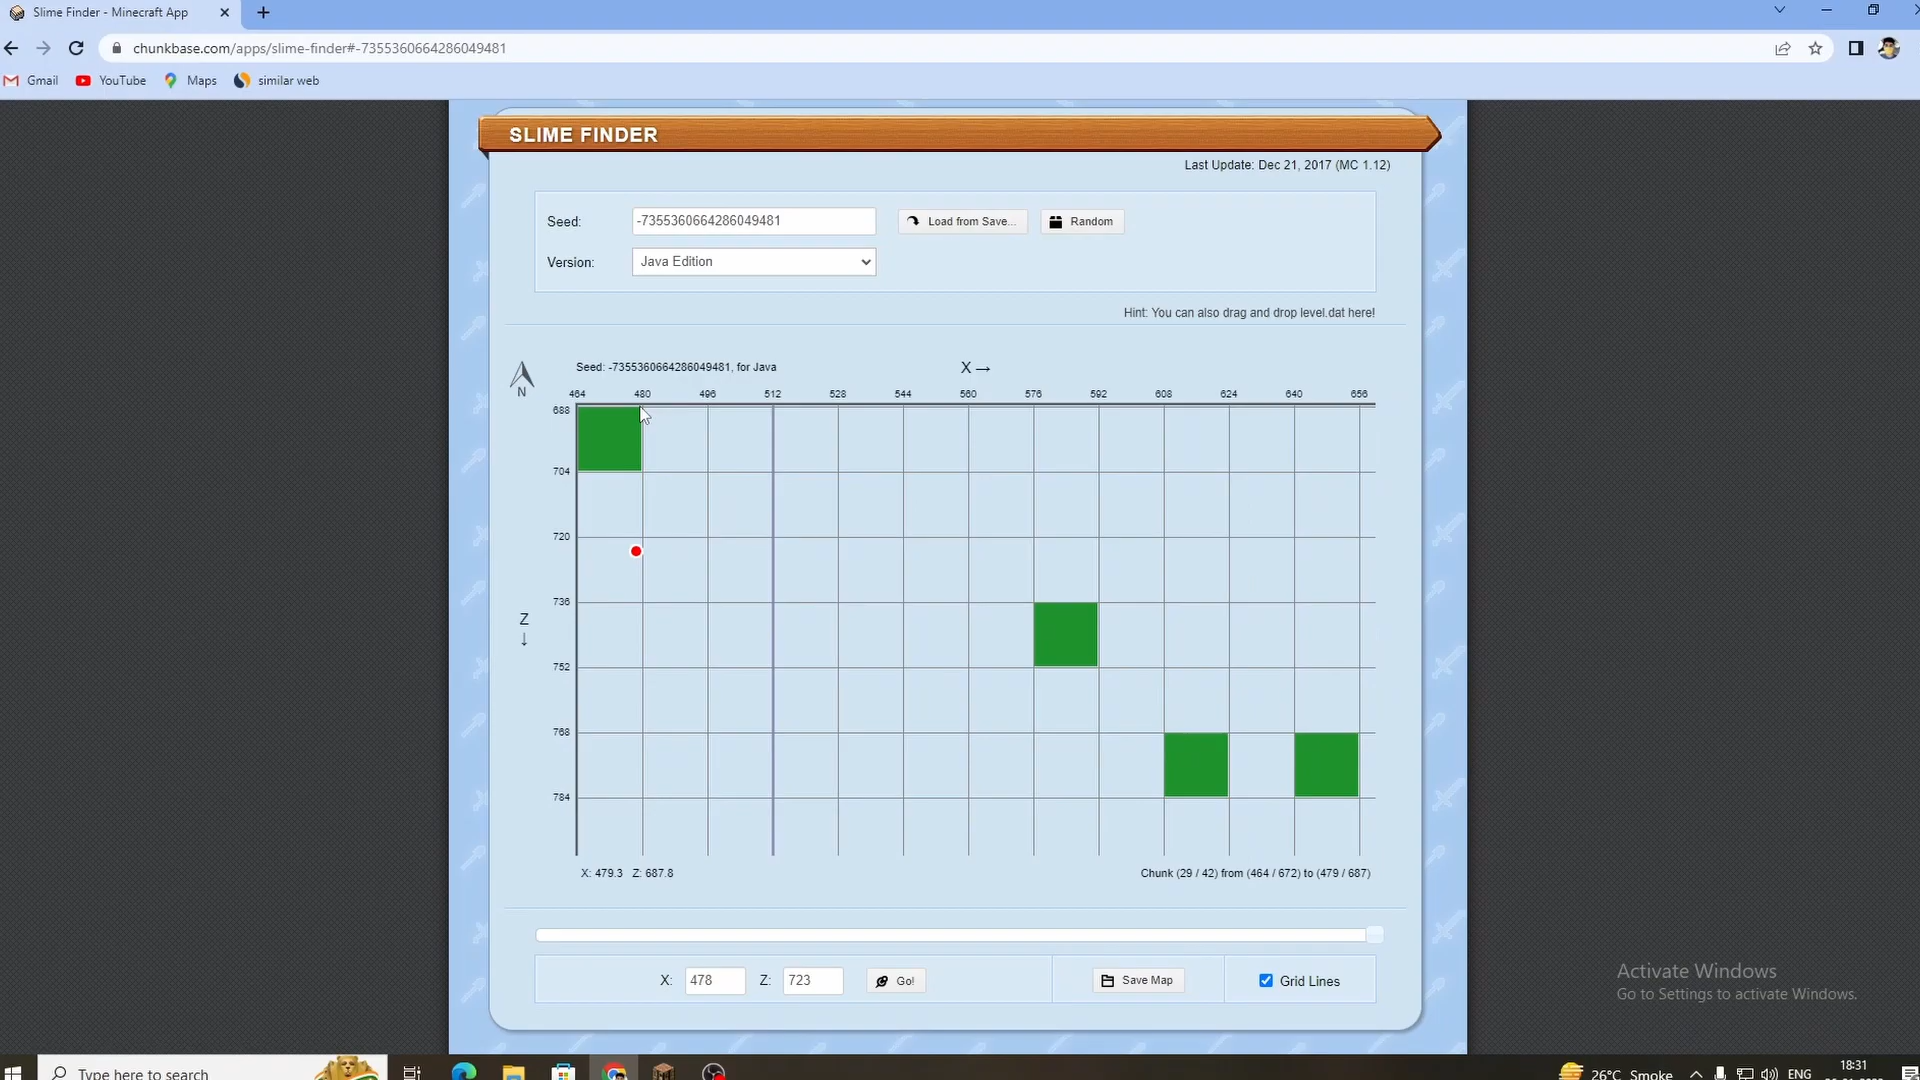 Slime Finder - Minecraft App
chunkbase.com/apps/slime-finder#-7355360664286049481
Gmail YouTube Maps similar web
SLIME FINDER
Last Update: Dec 21, 2017 (MC 1.12)
Seed: -7355360664286049481 Load from Save... Random
Version: Java Edition
Hint: You can also drag and drop level.dat here!
Seed: -7355360664286049481, for Java X →
N
464 480 496 512 528 544 560 576 592 608 624 640 656
688
704
720
736
Z
↓
752
768
784
X: 479.3 Z: 687.8 Chunk (29 / 42) from (464 / 672) to (479 / 687)
X: 478 Z: 723 Go! Save Map Grid Lines
Activate Windows
Go to Settings to activate Windows.
Type here to search 26°C Smoke ENG 18:31